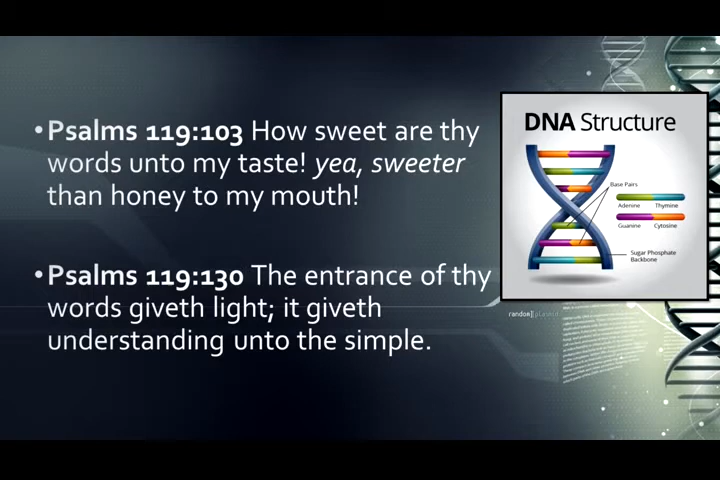 •Psalms 119:103 How sweet are thy
words unto my taste! yea, sweeter
than honey to my mouth!
•Psalms 119:130 The entrance of thy
words giveth light; it giveth
understanding unto the simple.
DNA Structure
Base Pairs
Adenine Thymine
Guanine Cytosine
Sugar Phosphate
Backbone